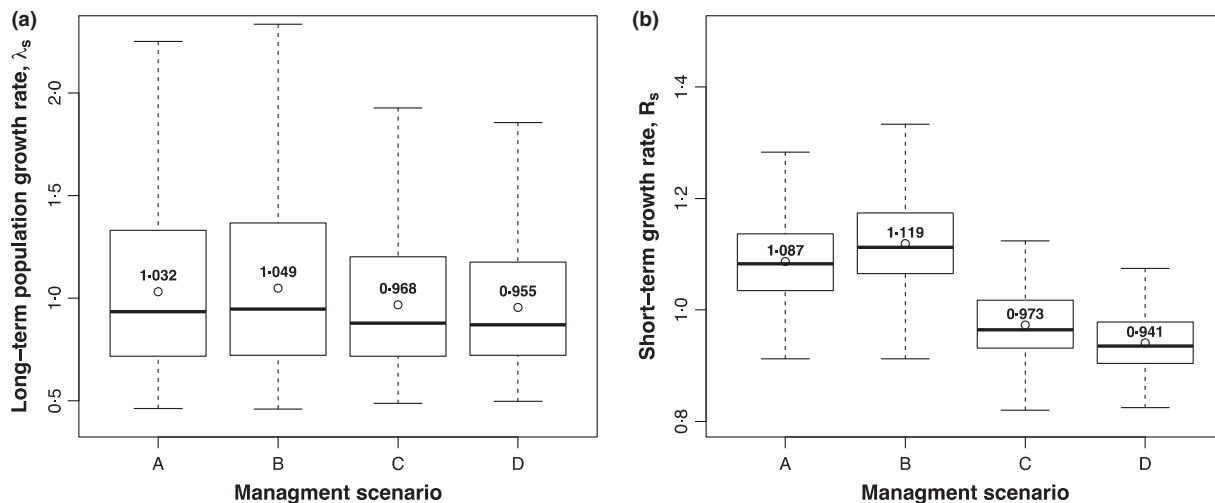 (a)
Long−term population growth rate, λs
2·0
1·5
1·0
0·5
1·032
1·049
0·968
0·955
A B C D
Managment scenario
(b)
Short−term growth rate, Rs
1·4
1·2
1·0
0·8
1·087
1·119
0·973
0·941
A B C D
Managment scenario